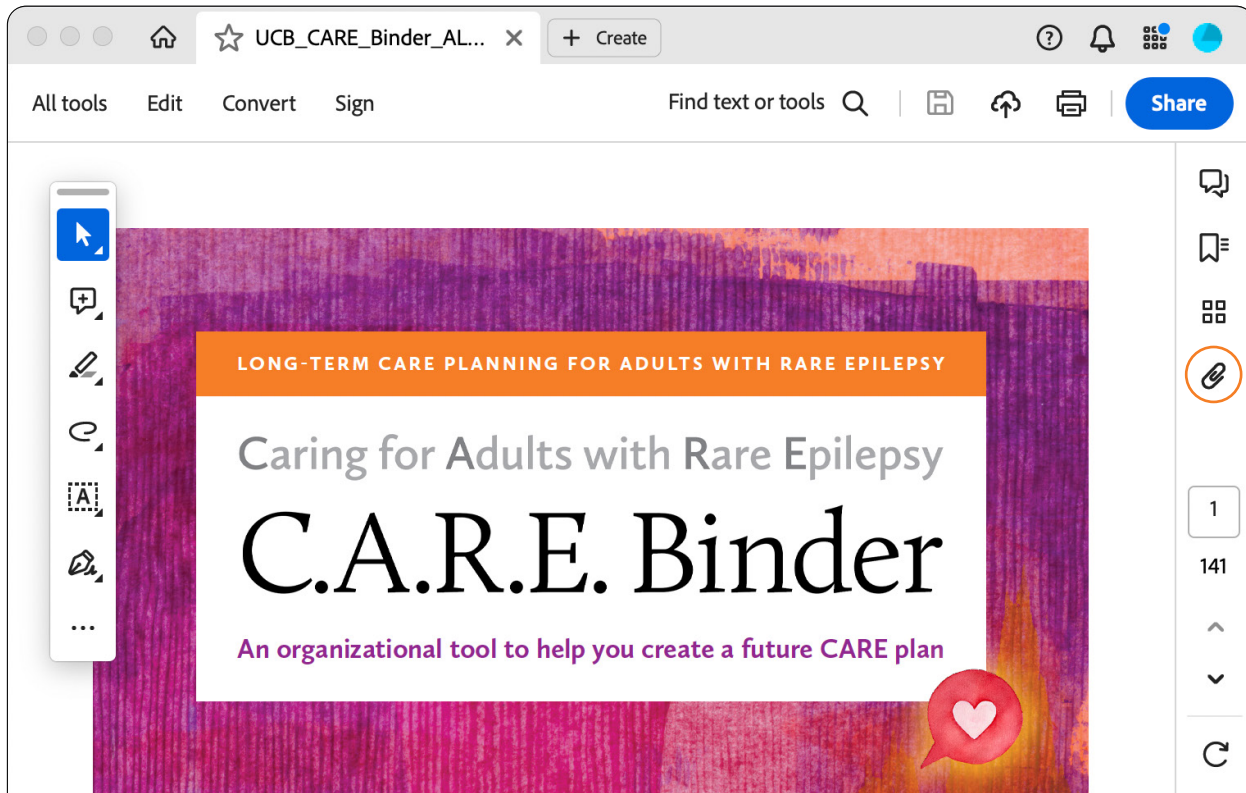 UCB_CARE_Binder_AL...
+ Create
All tools Edit Convert Sign
Find text or tools
Share
LONG-TERM CARE PLANNING FOR ADULTS WITH RARE EPILEPSY
Caring for Adults with Rare Epilepsy
C.A.R.E. Binder
An organizational tool to help you create a future CARE plan
1
141